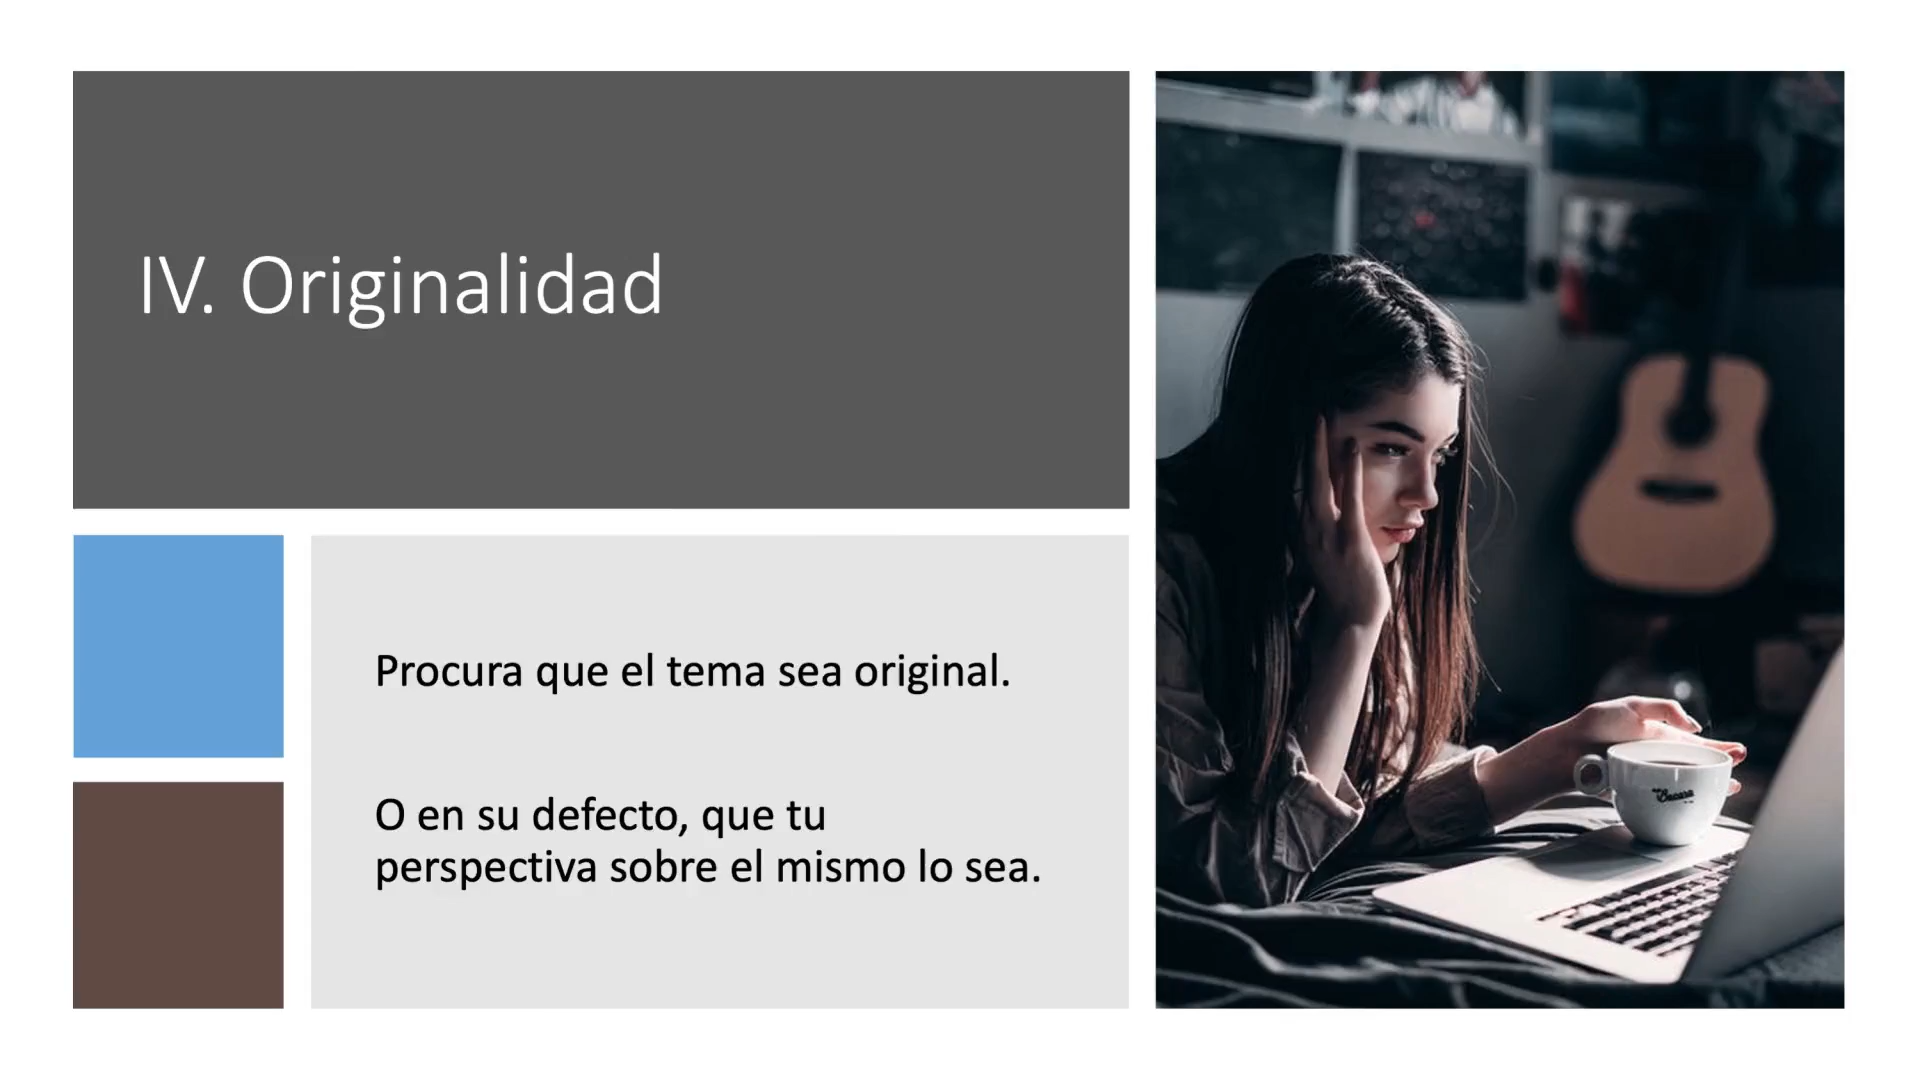 IV. Originalidad
Procura que el tema sea original.
O en su defecto, que tu
perspectiva sobre el mismo lo sea.